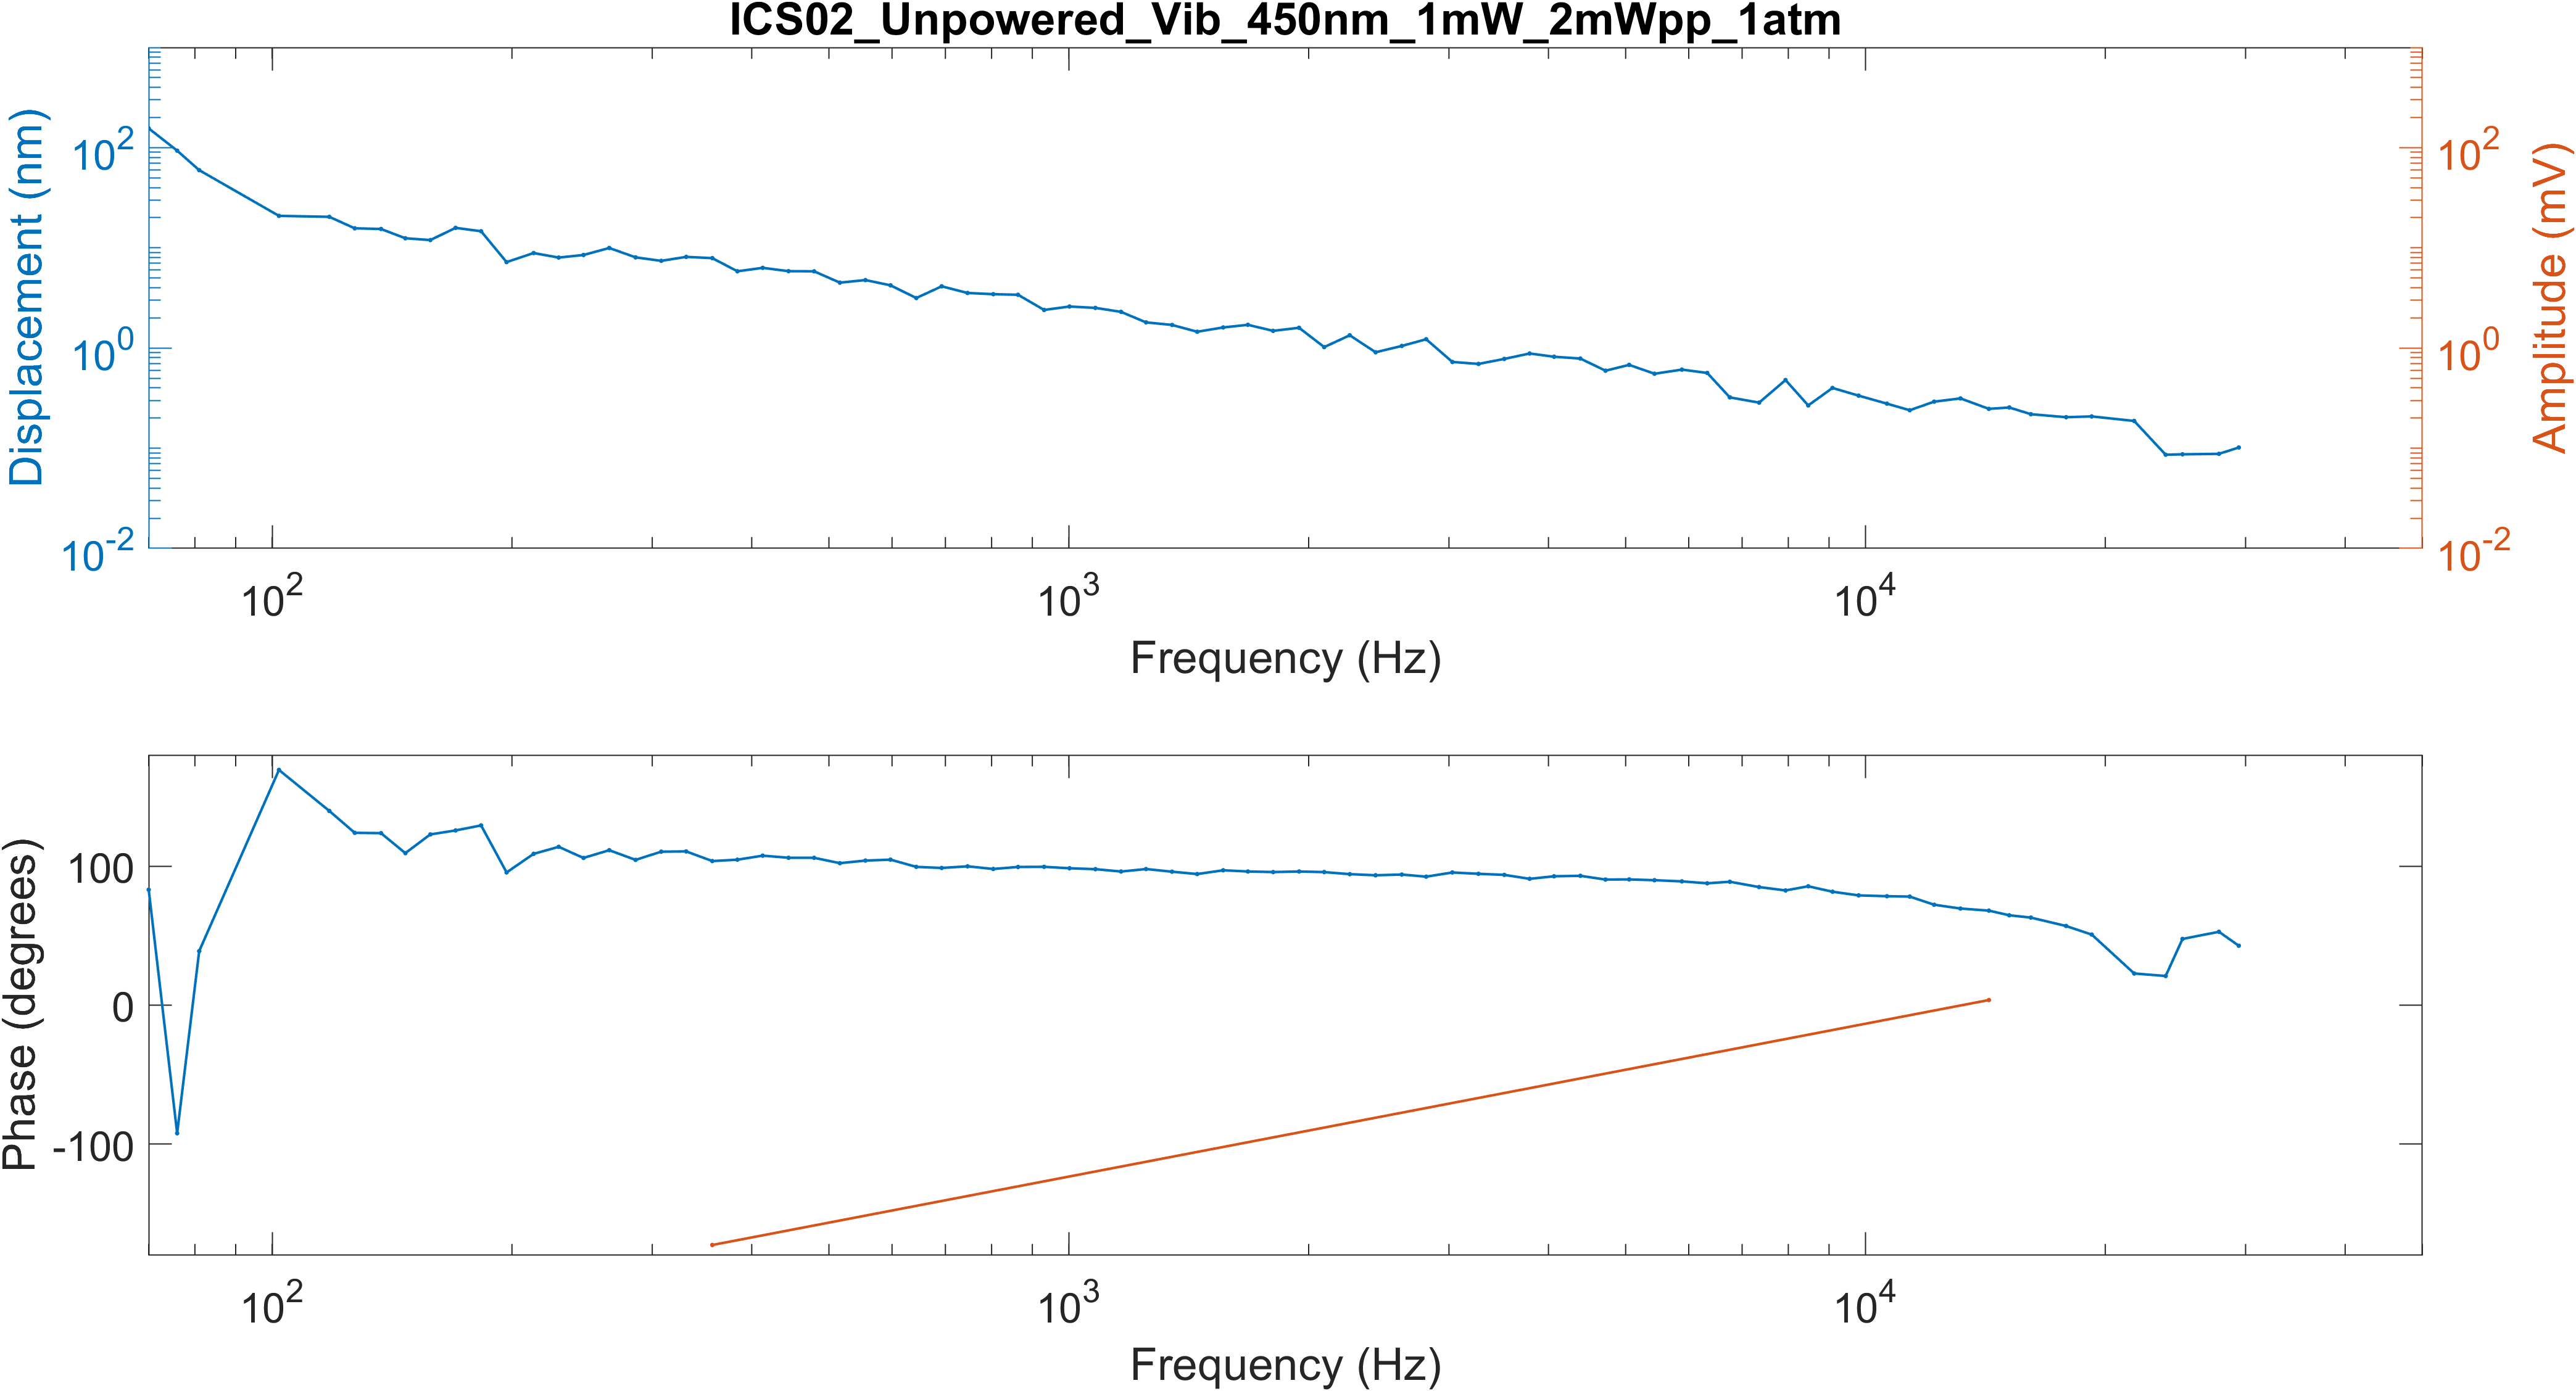 ICS02_Unpowered_Vib_450nm_1mW_2mWpp_1atm
Displacement (nm)
10^2
10^0
10^-2
Amplitude (mV)
10^2
10^0
10^-2
10^2
10^3
10^4
Frequency (Hz)
Phase (degrees)
100
0
-100
10^2
10^3
10^4
Frequency (Hz)